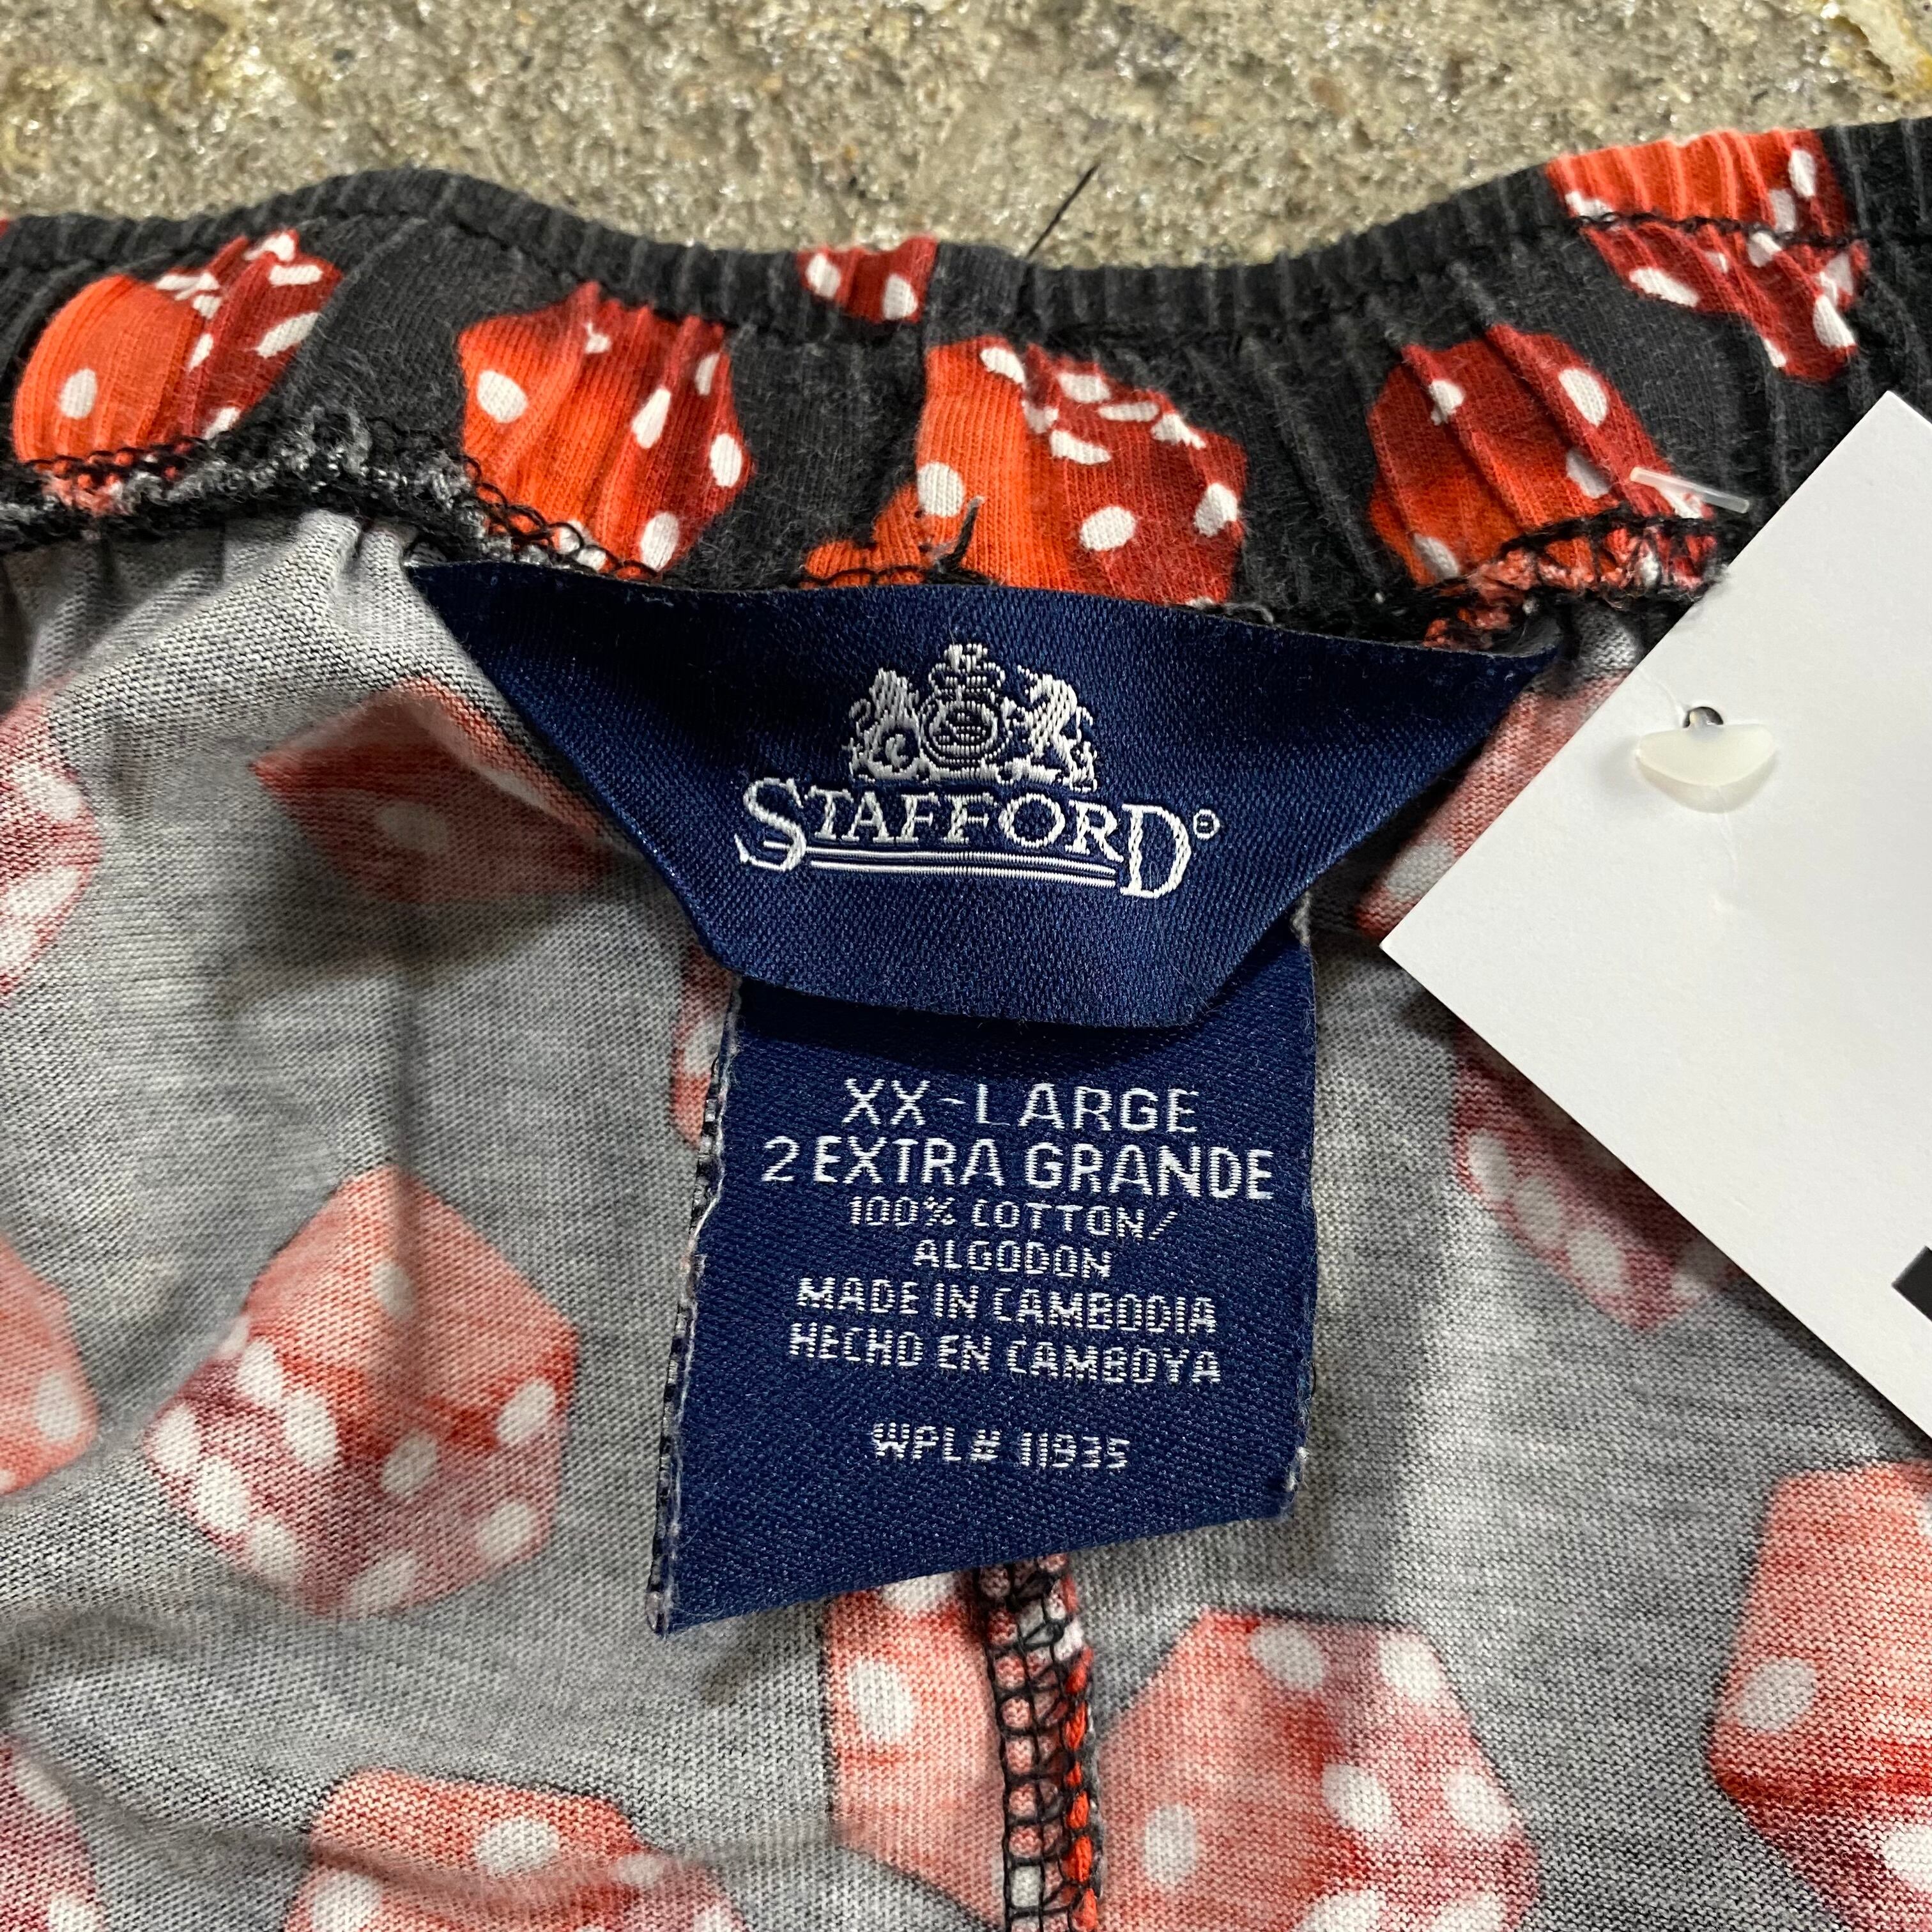 STAFFORD®
XX-LARGE
2 EXTRA GRANDE
100% COTTON/
ALGODON
MADE IN CAMBODIA
HECHO EN CAMBOYA
WPL# 11935